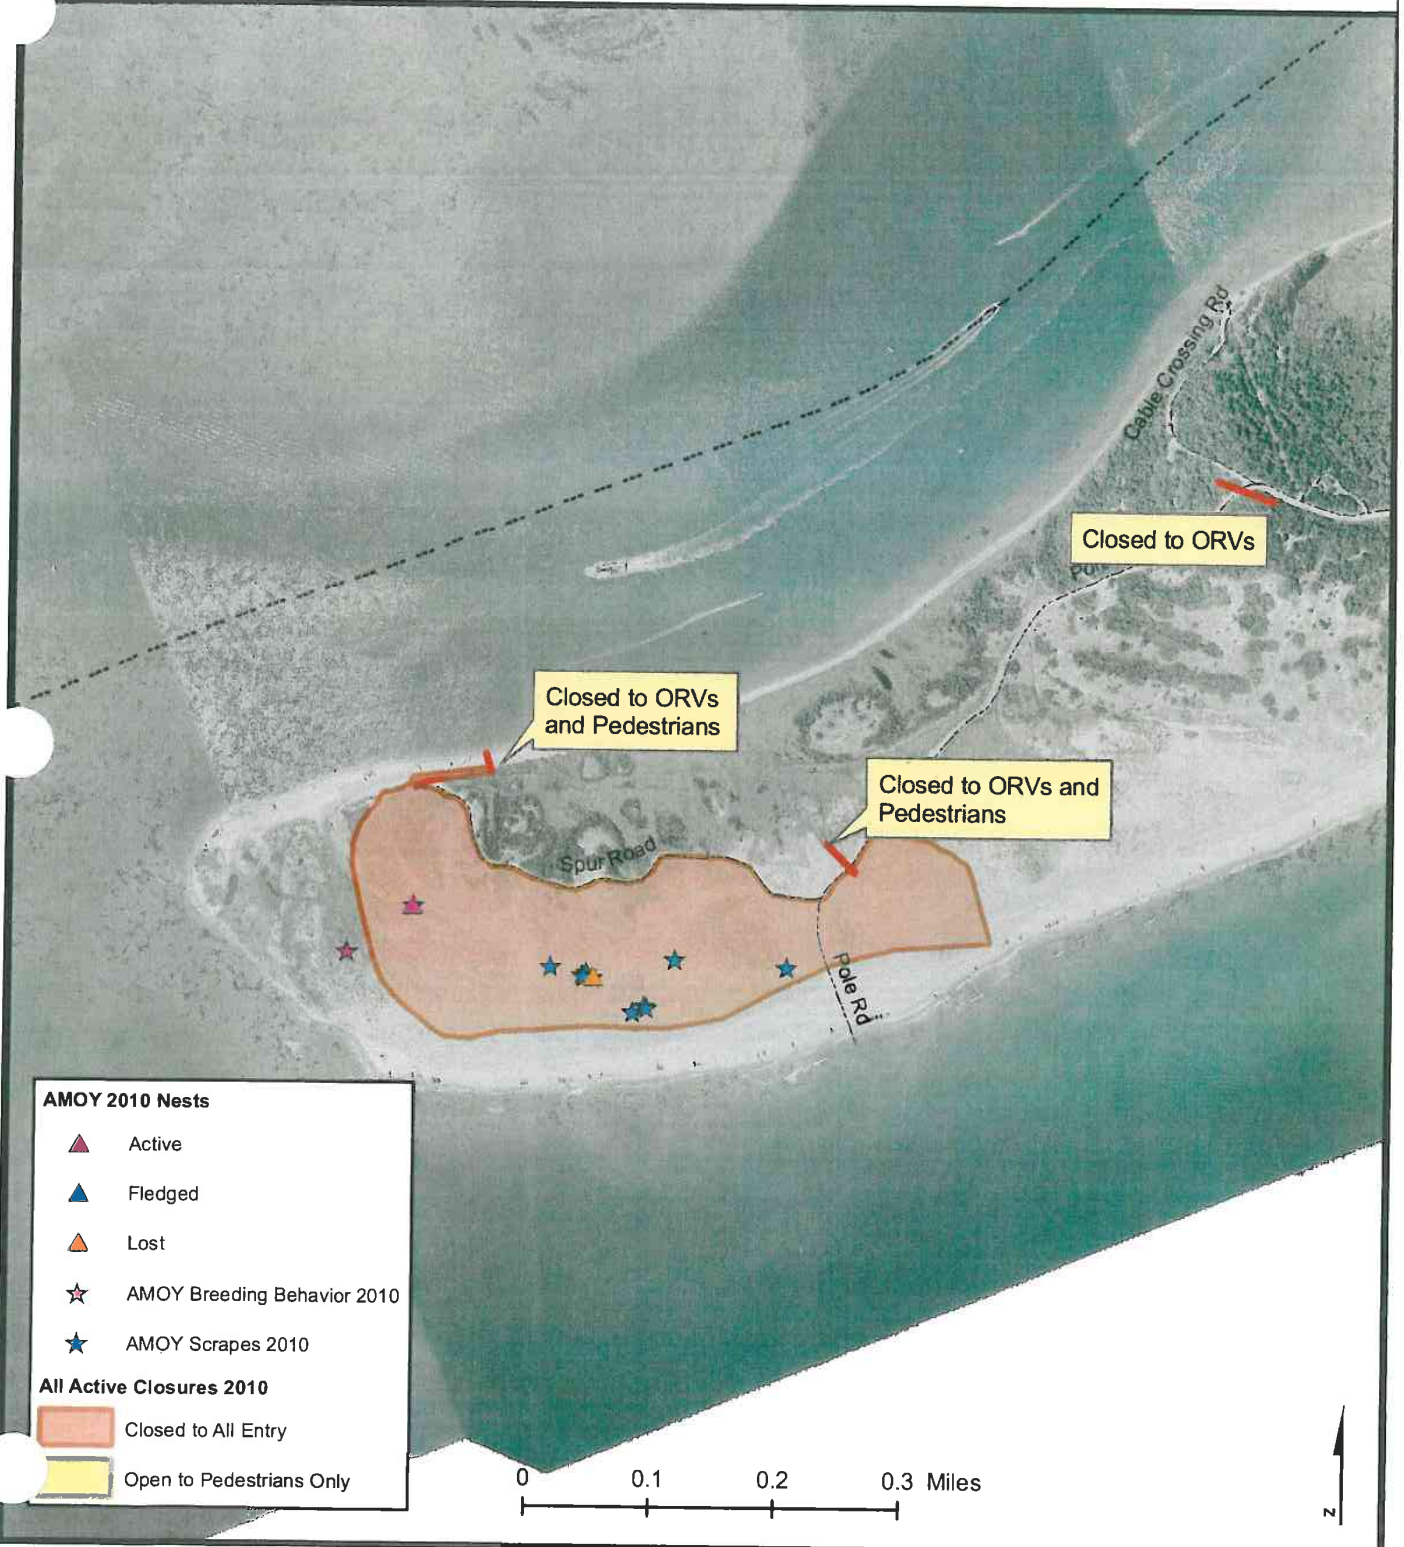 Cable Crossing Rd
Closed to ORVs
Closed to ORVs
and Pedestrians
Closed to ORVs and
Pedestrians
Spur Road
Pole Rd
AMOY 2010 Nests
Active
Fledged
Lost
AMOY Breeding Behavior 2010
AMOY Scrapes 2010
All Active Closures 2010
Closed to All Entry
Open to Pedestrians Only
0 0.1 0.2 0.3 Miles
N